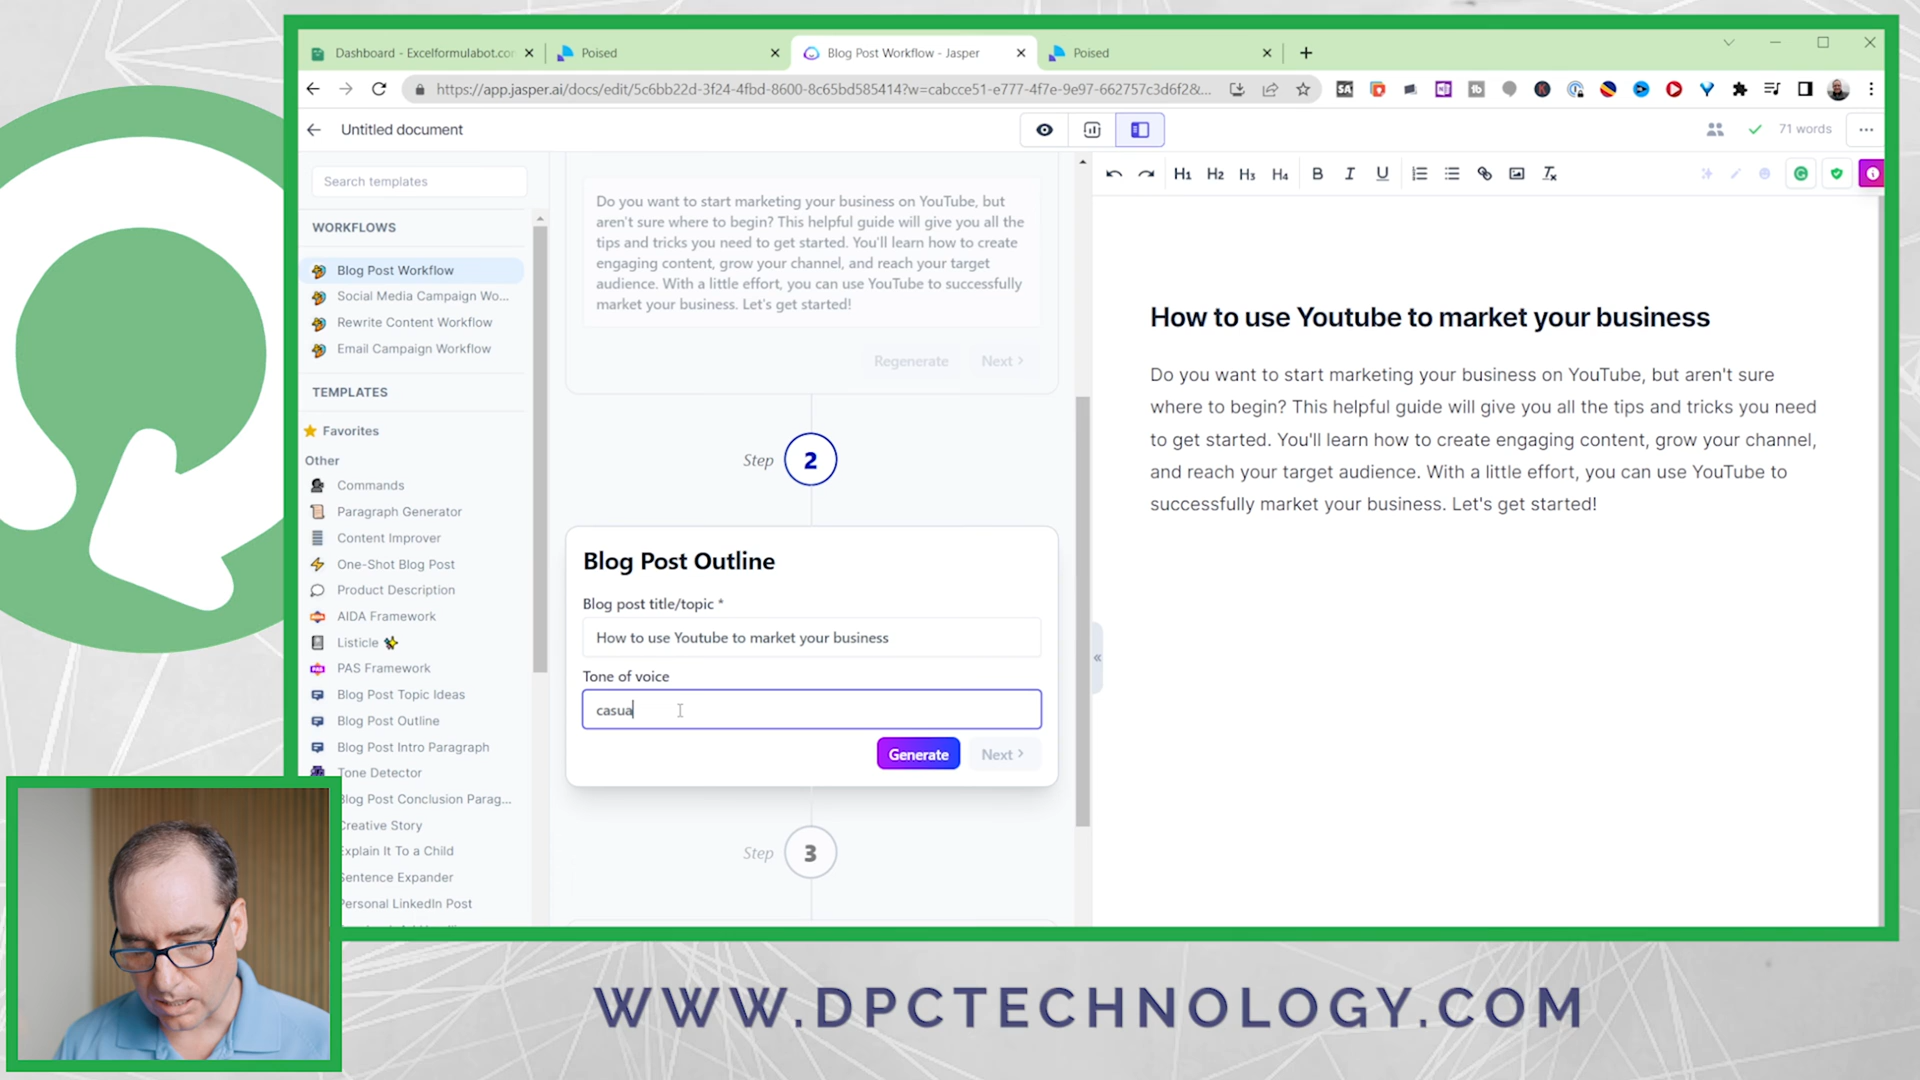 Dashboard - Excelformulabot.co
Poised
Blog Post Workflow - Jasper
Poised
https://app.jasper.ai/docs/edit/5c6bb22d-3f24-4fbd-8600-8c65bd585414?w=cabcce51-e777-4f7e-9e97-662757c3d6f2&...
Untitled document
71 words
Search templates
WORKFLOWS
Blog Post Workflow
Social Media Campaign Wo...
Rewrite Content Workflow
Email Campaign Workflow
TEMPLATES
Favorites
Other
Commands
Paragraph Generator
Content Improver
One-Shot Blog Post
Product Description
AIDA Framework
Listicle
PAS Framework
Blog Post Topic Ideas
Blog Post Outline
Blog Post Intro Paragraph
Tone Detector
Blog Post Conclusion Parag...
Creative Story
Explain It To a Child
Sentence Expander
Personal LinkedIn Post
Do you want to start marketing your business on YouTube, but
aren't sure where to begin? This helpful guide will give you all the
tips and tricks you need to get started. You'll learn how to create
engaging content, grow your channel, and reach your target
audience. With a little effort, you can use YouTube to successfully
market your business. Let's get started!
Regenerate
Next >
Step 2
Blog Post Outline
Blog post title/topic *
How to use Youtube to market your business
Tone of voice
casua
Generate
Next >
Step 3
H1 H2 H3 H4 B I U
How to use Youtube to market your business
Do you want to start marketing your business on YouTube, but aren't sure
where to begin? This helpful guide will give you all the tips and tricks you need
to get started. You'll learn how to create engaging content, grow your channel,
and reach your target audience. With a little effort, you can use YouTube to
successfully market your business. Let's get started!
WWW.DPCTECHNOLOGY.COM